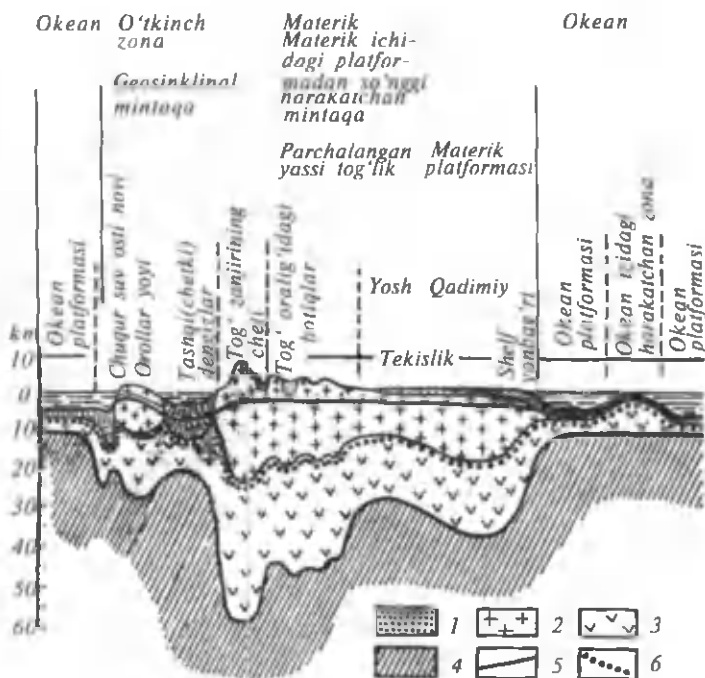 Okean
O‘tkinch
zona
Geosinklinal
mintaqa
Materik
Materik ichi-
dagi platfor-
madan so‘nggi
harakatchan
mintaqa
Parchalangan
yassi tog‘lik
Materik
platformasi
Okean
Okean
platformasi
Chuqur suv osti novi
Orollar yoyi
Tashqi(chetki)
dengizlar
Tog‘ zanjirining
cheti
Tog‘ oralig‘idagi
botiqlar
Yosh Qadimiy
Tekislik
Shelf
yonbag‘ri
Okean
platformasi
Okean
harakatchan zona
Okean
platformasi
km
10
0
10
20
30
40
50
60
1
2
3
4
5
6